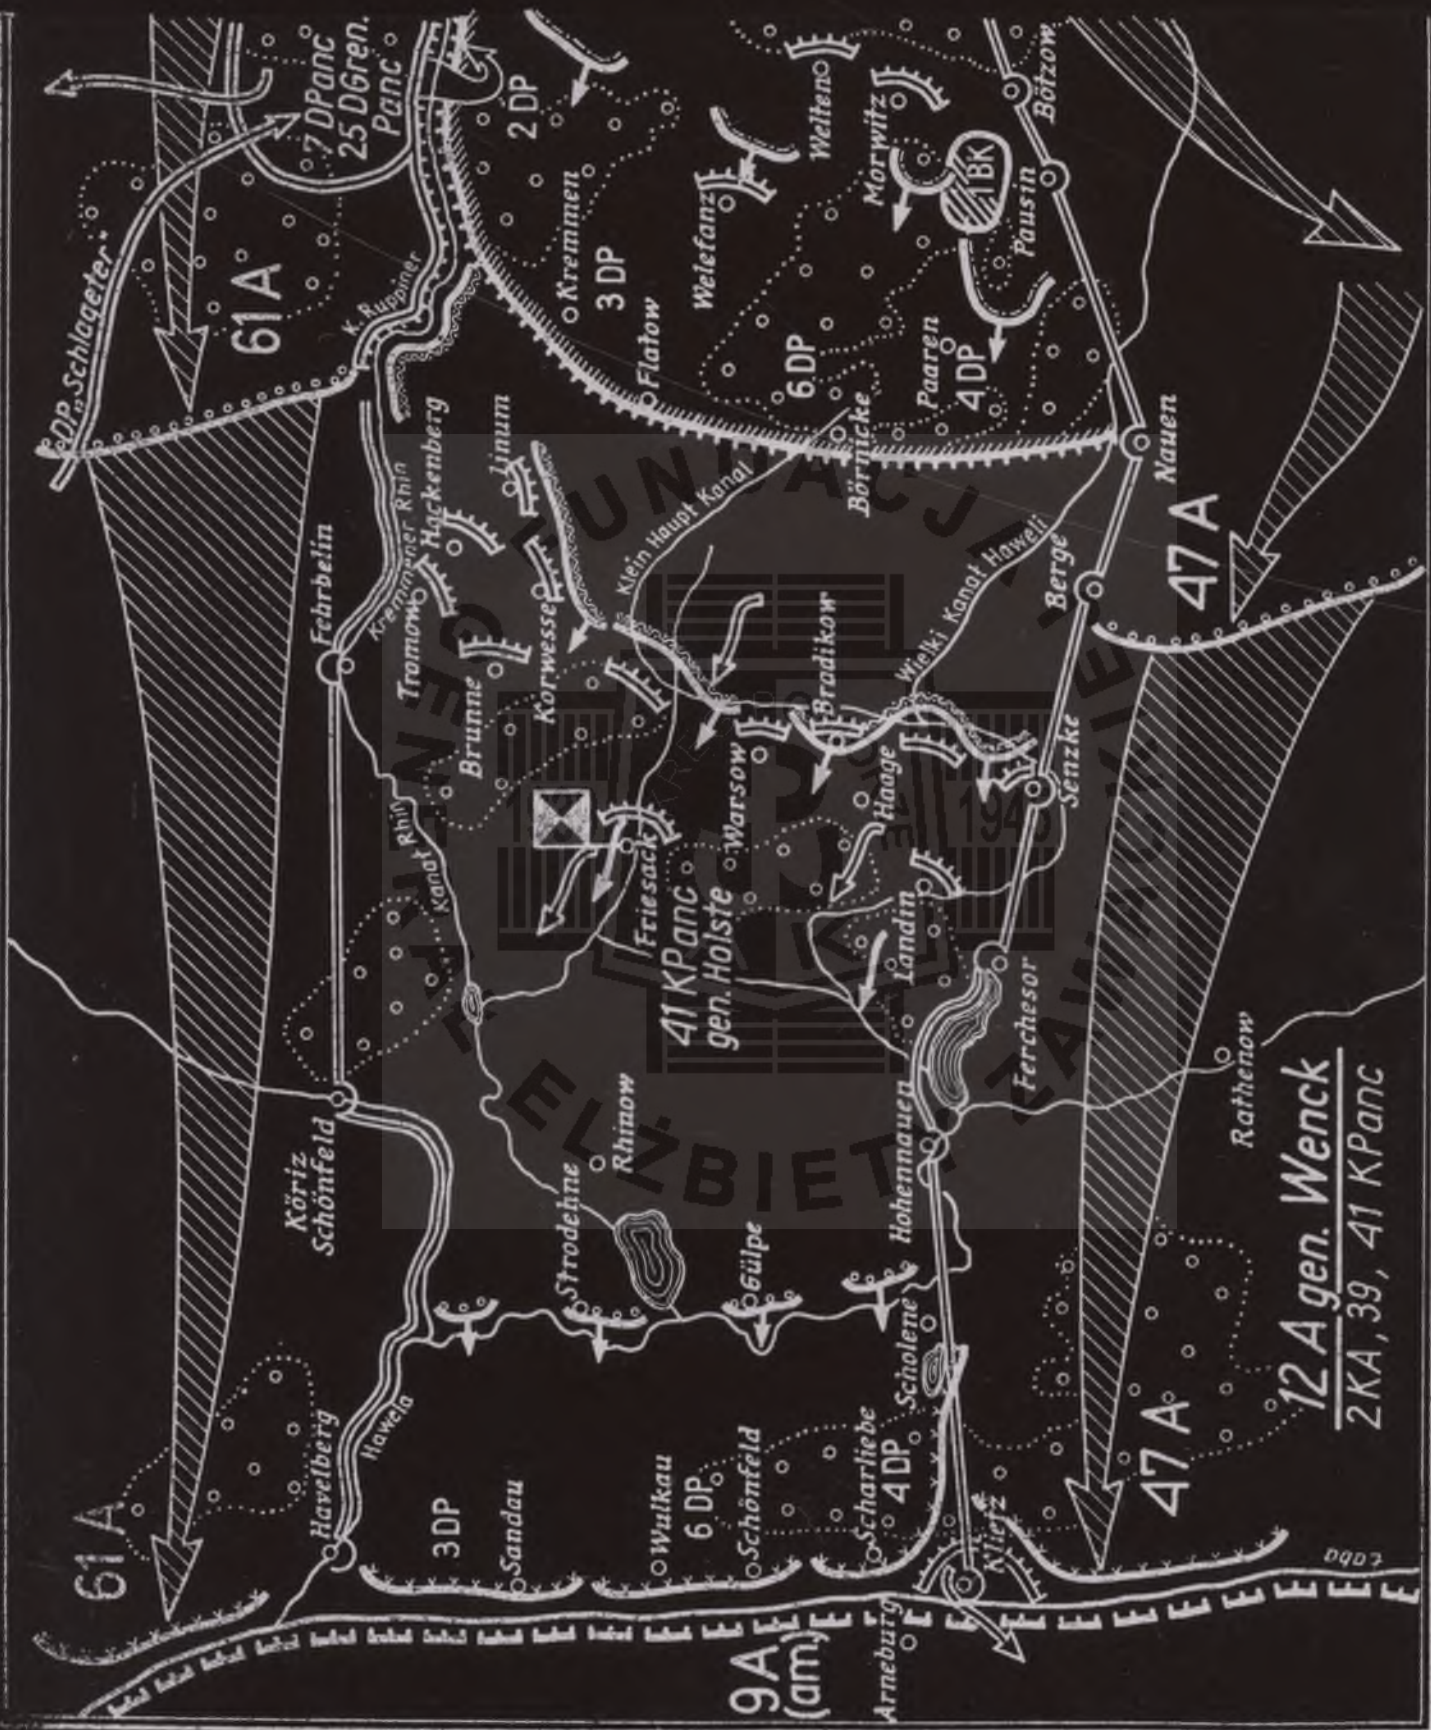 61 A
DP „Schlageter"
61 A
7 DPanc
25 DGren.
Panc
Köriz
Schönfeld
Havelberg
Fehrbelin
K. Ruppiner
Hawela
Kremmener Rhin
Kanał Rhin
Tromow
Hackenberg
3 DP
Sandau
Brunne
Linum
2 DP
Strodehne
Rhinow
Korwesse
Kremmen
3 DP
Klein Haupt Kanal
Friesack
Flatow
Wulkau
6 DP
Schönfeld
41 KPanc
gen. Holste
Welefanz
9 A
(am)
Gülpe
Warsow
6 DP
Welten
Bradikow
Scharliebe
4 DP
Arneburg
Hohennauen
Haage
Börnicke
Morwitz
Scholene
Landin
Wielki Kanał Haweli
Paaren
4 DP
1 BK
Klietz
Ferchesor
Senzke
Berge
Pausin
Bötzow
47 A
Nauen
47 A
Rathenow
12 A gen. Wenck
2 KA, 39, 41 KPanc
Łaba
FUNDACJA
ELŻBIETY
ZAWACKIEJ
1945